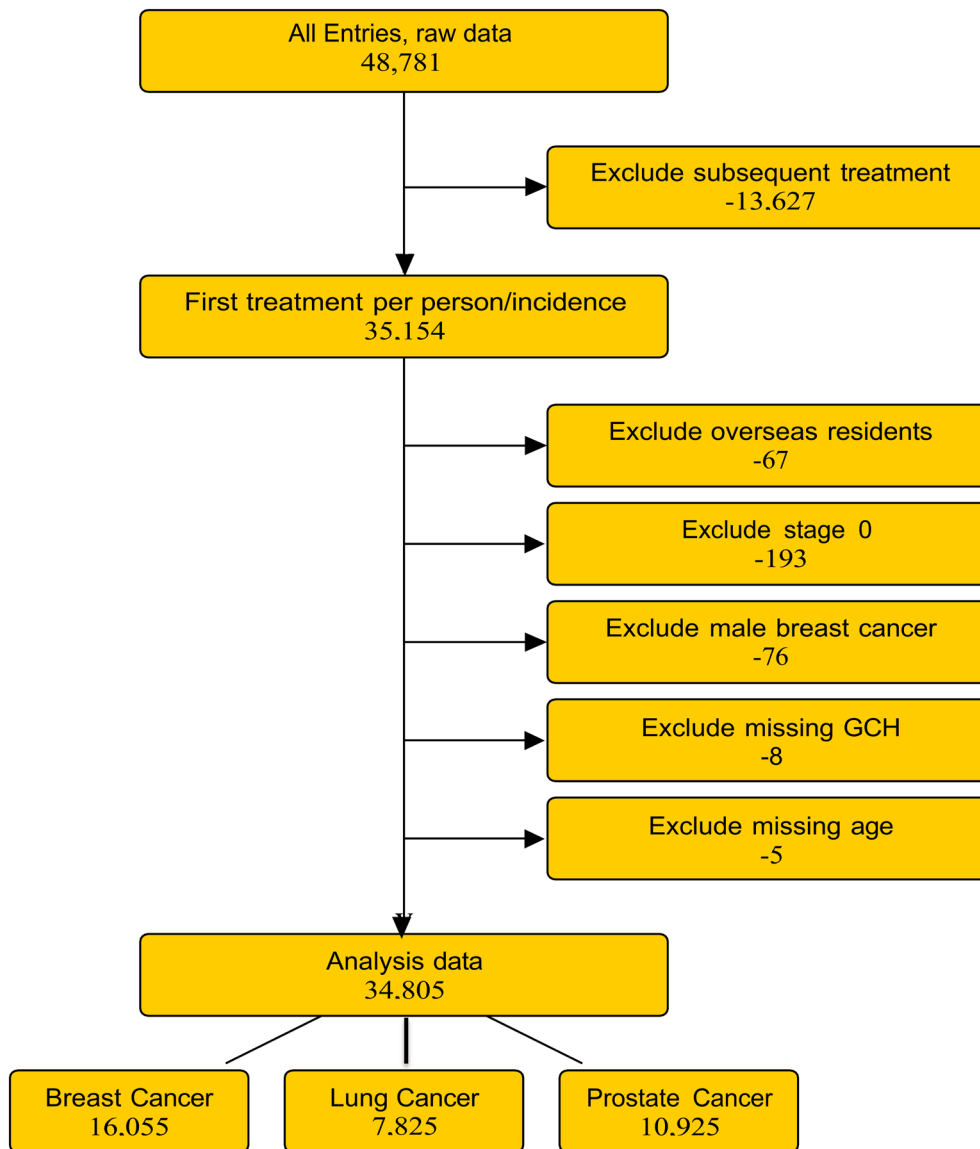 All Entries, raw data
48,781
Exclude subsequent treatment
-13,627
First treatment per person/incidence
35,154
Exclude overseas residents
-67
Exclude stage 0
-193
Exclude male breast cancer
-76
Exclude missing GCH
-8
Exclude missing age
-5
Analysis data
34,805
Breast Cancer
16,055
Lung Cancer
7,825
Prostate Cancer
10,925